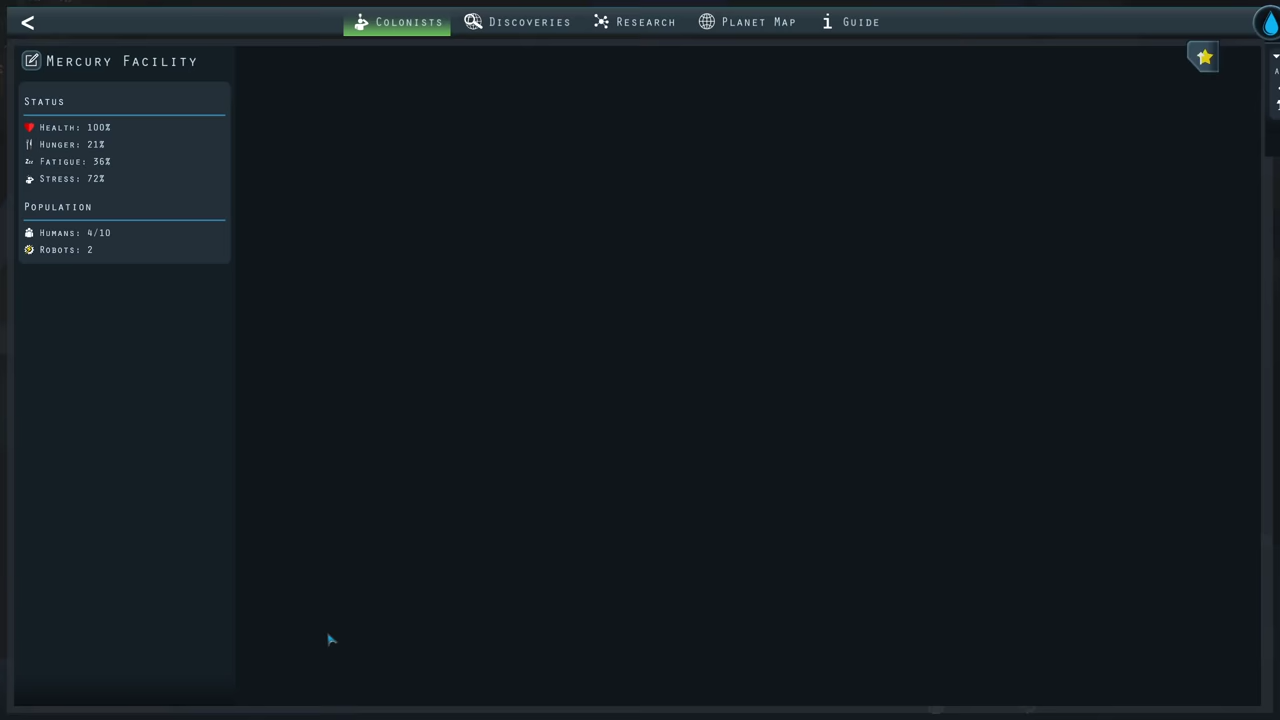 Colonists Discoveries Research Planet Map Guide
Mercury Facility
Status
Health: 100%
Hunger: 21%
Fatigue: 36%
Stress: 72%
Population
Humans: 4/10
Robots: 2